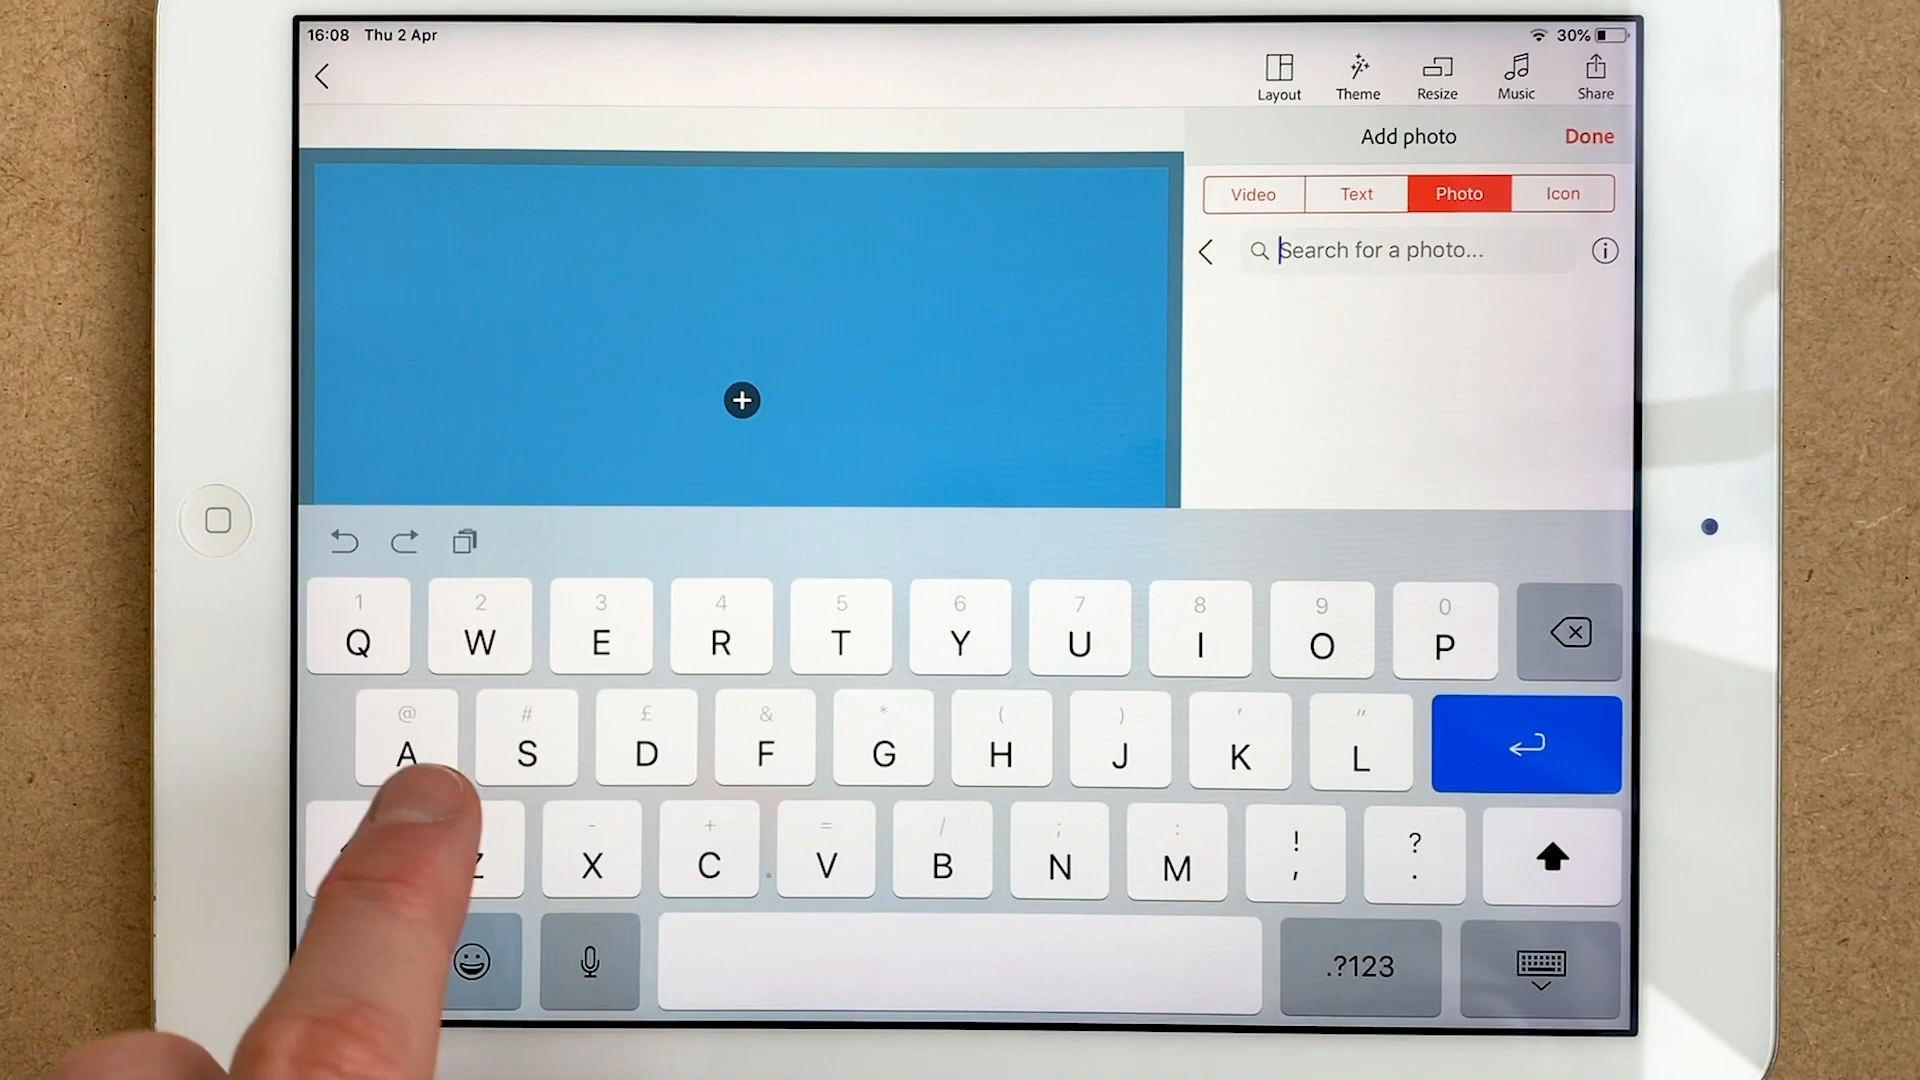 16:08 Thu 2 Apr 30%
Layout Theme Resize Music Share
Add photo Done
Video Text Photo Icon
Search for a photo...
1 2 3 4 5 6 7 8 9 0
Q W E R T Y U I O P
@ # £ & * ( ) ' "
A S D F G H J K L
- + = / ; : ! ?
Z X C V B N M , .
.?123